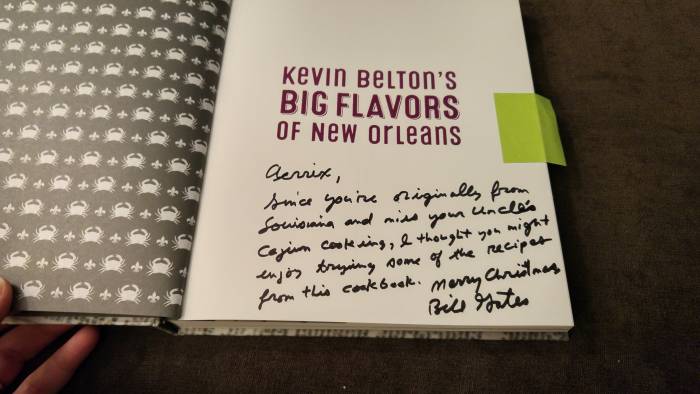 Kevin Belton's
BIG FLAVORS
OF New Orleans
Aerrix,
Since you're originally from
Louisiana and miss your Uncle's
Cajun cooking, I thought you might
enjoy trying some of the recipes
from this cookbook. Merry Christmas
Bill Gates